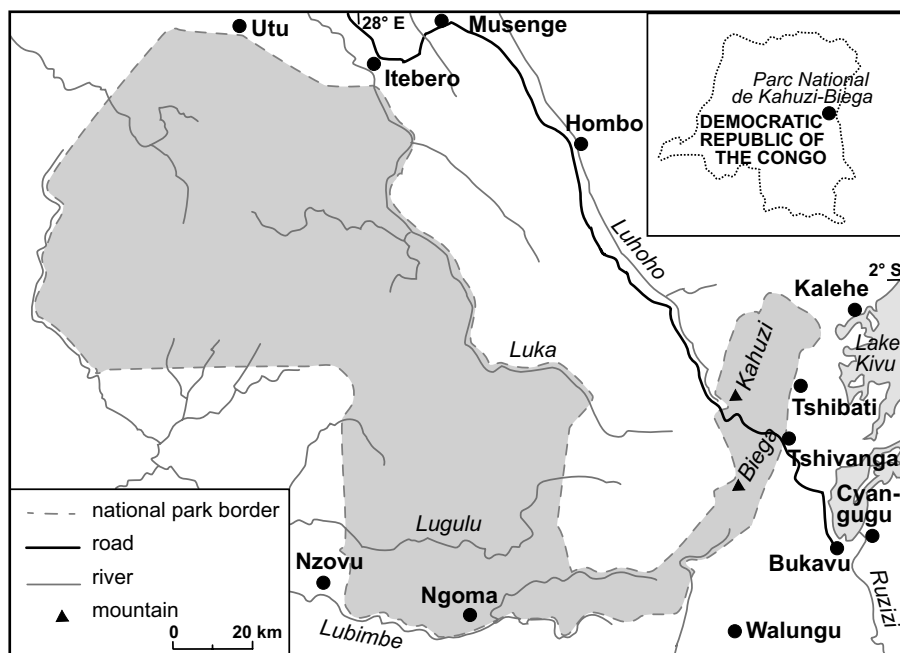 Utu
28° E
Musenge
Itebero
Hombo
Parc National
de Kahuzi-Biega
DEMOCRATIC
REPUBLIC OF
THE CONGO
Luhoho
2° S
Kalehe
Lake
Kivu
Luka
Kahuzi
Tshibati
Biega
Tshivanga
Cyan-
gugu
Lugulu
Bukavu
Nzovu
Ngoma
Ruzizi
Lubimbe
Walungu
national park border
road
river
mountain
0 20 km